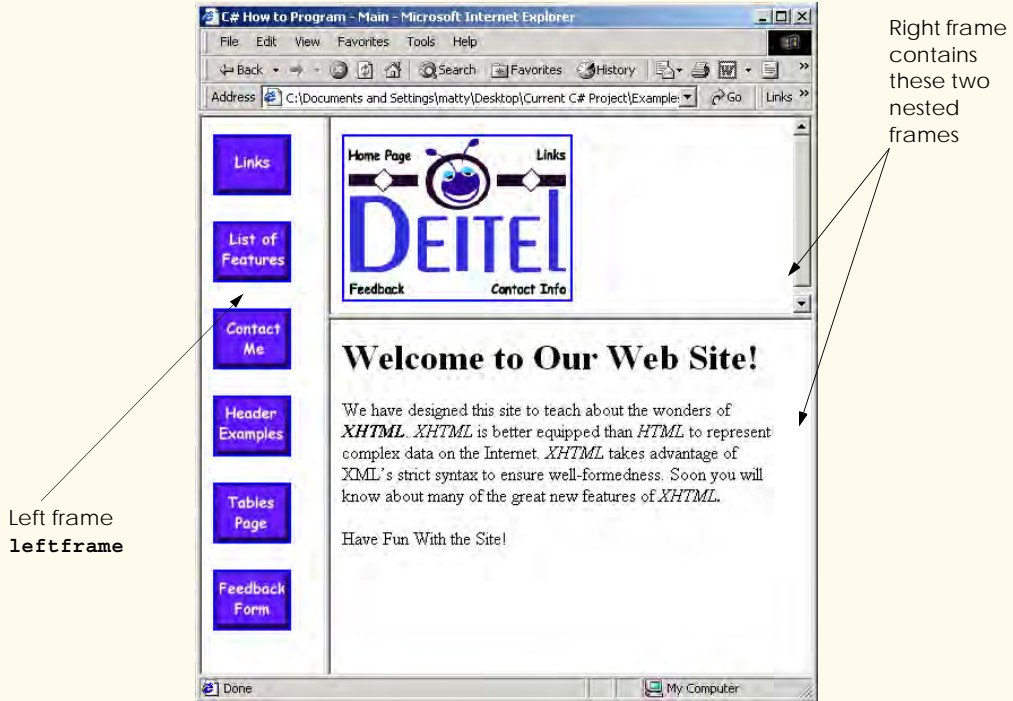 C# How to Program - Main - Microsoft Internet Explorer
File Edit View Favorites Tools Help
Back Search Favorites History
Address C:\Documents and Settings\matty\Desktop\Current C# Project\Example: Go Links »
Links
List of
Features
Contact
Me
Header
Examples
Tables
Page
Feedback
Form
Home Page Links
DEITEL
Feedback Contact Info
Welcome to Our Web Site!
We have designed this site to teach about the wonders of
XHTML. XHTML is better equipped than HTML to represent
complex data on the Internet. XHTML takes advantage of
XML's strict syntax to ensure well-formedness. Soon you will
know about many of the great new features of XHTML.
Have Fun With the Site!
Done My Computer
Left frame
leftframe
Right frame
contains
these two
nested
frames